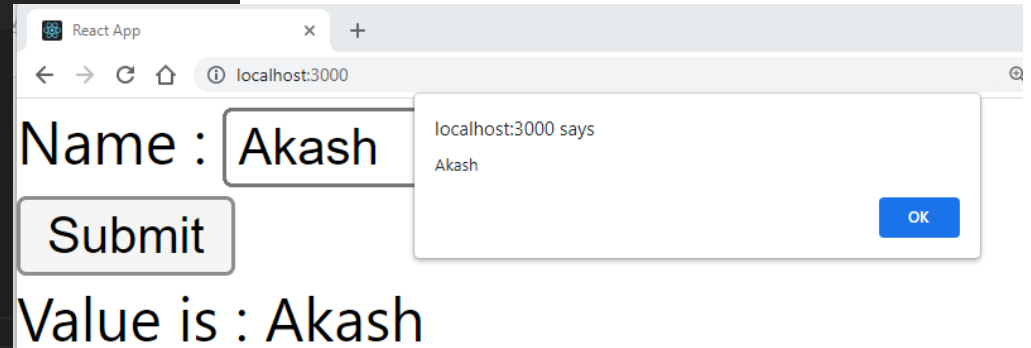 React App
localhost:3000
Name : Akash
localhost:3000 says
Akash
OK
Submit
Value is : Akash